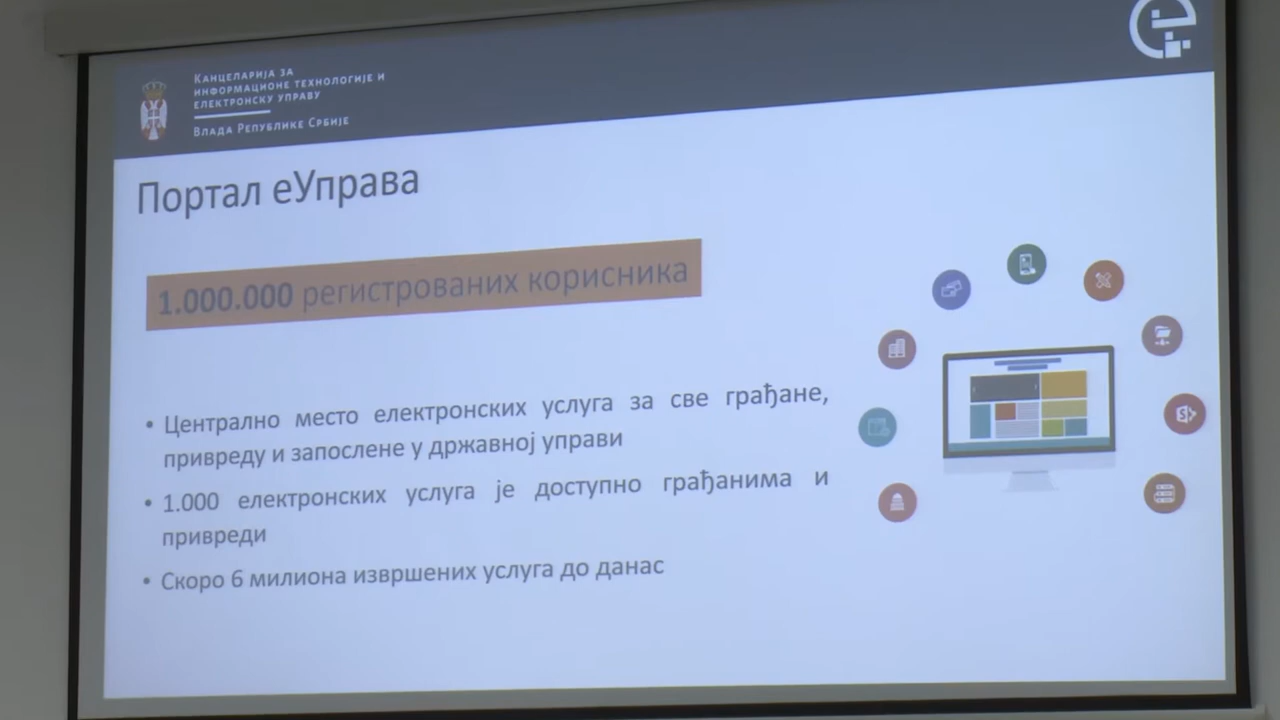 Канцеларија за
информационе технологије и
електронску управу
Влада Републике Србије
Портал еУправа
1.000.000 регистрованих корисника
• Централно место електронских услуга за све грађане,
привреду и запослене у државној управи
• 1.000 електронских услуга је доступно грађанима и
привреди
• Скоро 6 милиона извршених услуга до данас